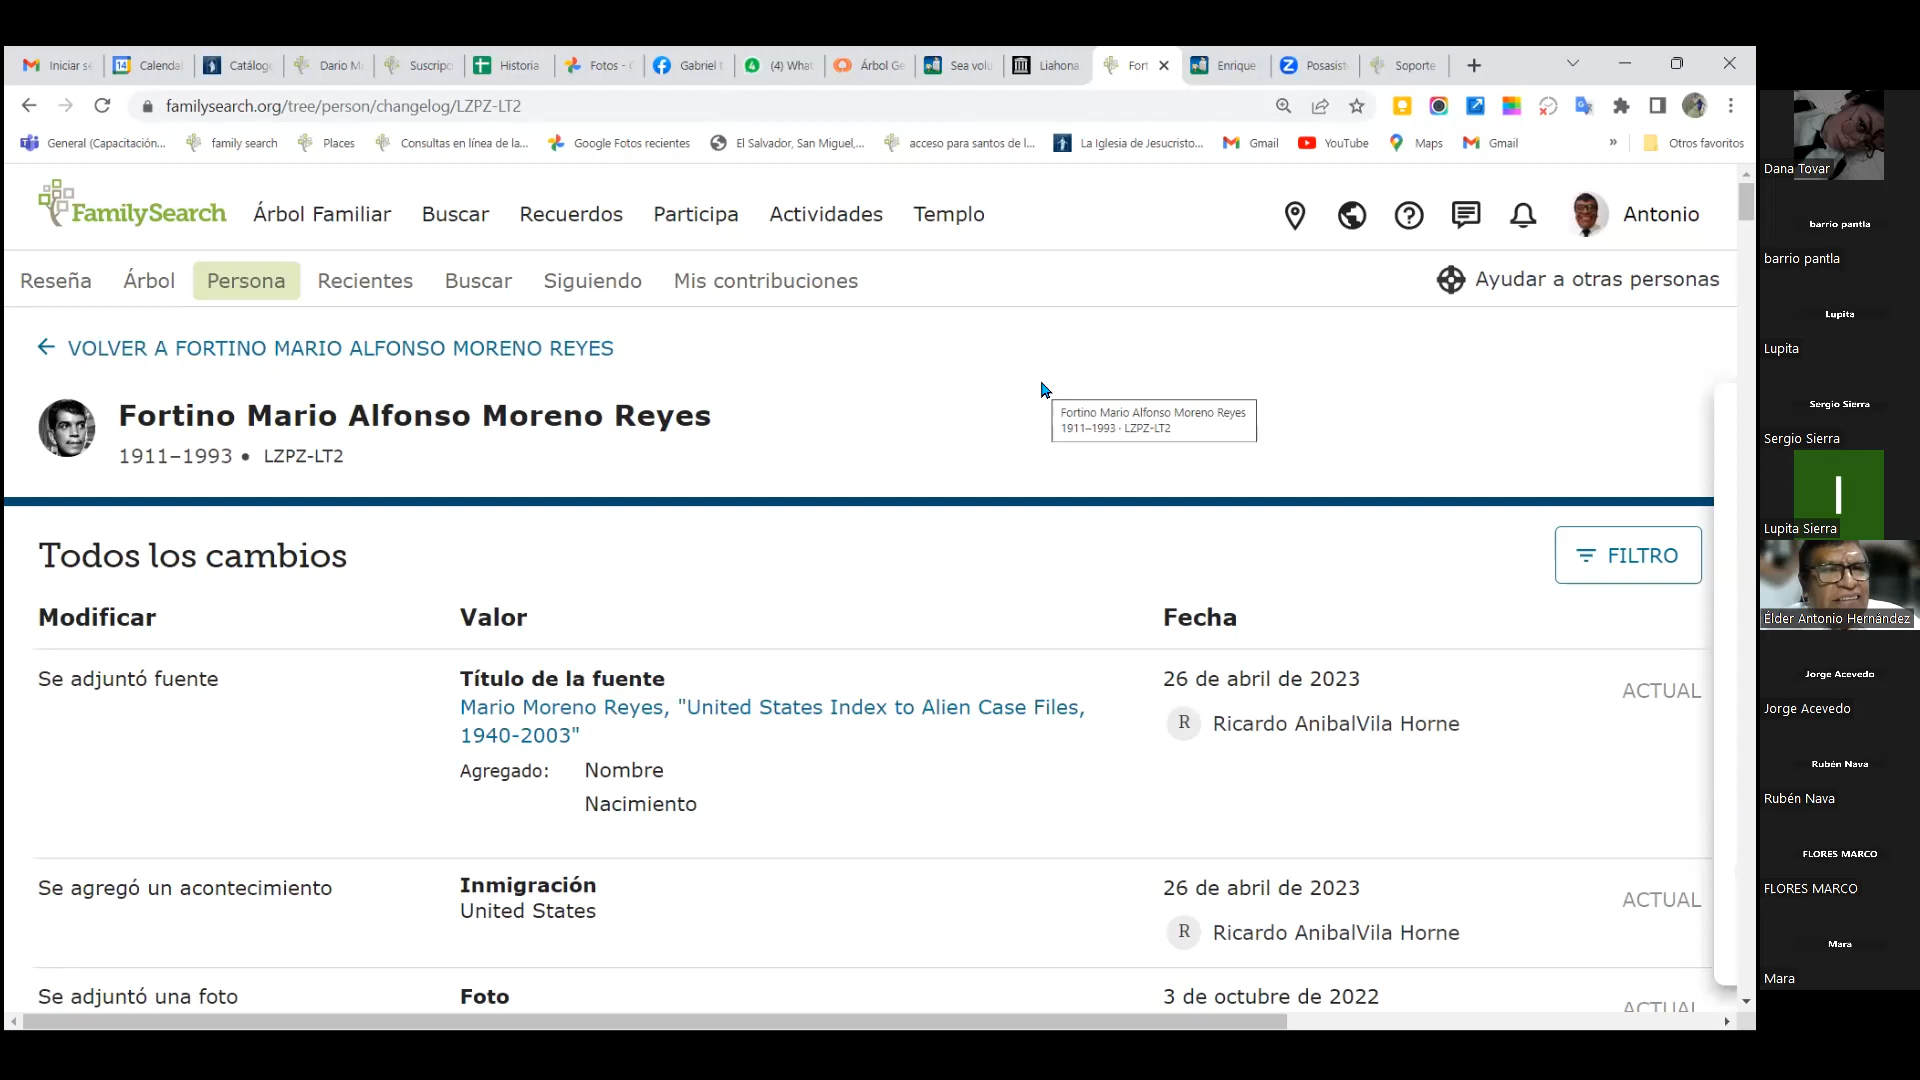 Iniciar se
Calenda
Catálogo
Dario M
Suscripc
Historia
Fotos - G
Gabriel t
(4) Wha
Árbol Ge
Sea volu
Liahona
Fort
Enrique
Posasist
Soporte
familysearch.org/tree/person/changelog/LZPZ-LT2
General (Capacitación...
family search
Places
Consultas en línea de la...
Google Fotos recientes
El Salvador, San Miguel,...
acceso para santos de l...
La Iglesia de Jesucristo...
Gmail
YouTube
Maps
Gmail
»
Otros favoritos
FamilySearch
Árbol Familiar
Buscar
Recuerdos
Participa
Actividades
Templo
Antonio
Reseña
Árbol
Persona
Recientes
Buscar
Siguiendo
Mis contribuciones
Ayudar a otras personas
VOLVER A FORTINO MARIO ALFONSO MORENO REYES
Fortino Mario Alfonso Moreno Reyes
1911–1993 • LZPZ-LT2
Fortino Mario Alfonso Moreno Reyes
1911–1993 · LZPZ-LT2
Todos los cambios
FILTRO
Modificar
Valor
Fecha
Se adjuntó fuente
Título de la fuente
Mario Moreno Reyes, "United States Index to Alien Case Files,
1940-2003"
Agregado:
Nombre
Nacimiento
26 de abril de 2023
R
Ricardo AnibalVila Horne
ACTUAL
Se agregó un acontecimiento
Inmigración
United States
26 de abril de 2023
R
Ricardo AnibalVila Horne
ACTUAL
Se adjuntó una foto
Foto
3 de octubre de 2022
ACTUAL
Dana Tovar
barrio pantla
barrio pantla
Lupita
Lupita
Sergio Sierra
Sergio Sierra
l
Lupita Sierra
Élder Antonio Hernández
Jorge Acevedo
Jorge Acevedo
Rubén Nava
Rubén Nava
FLORES MARCO
FLORES MARCO
Mara
Mara